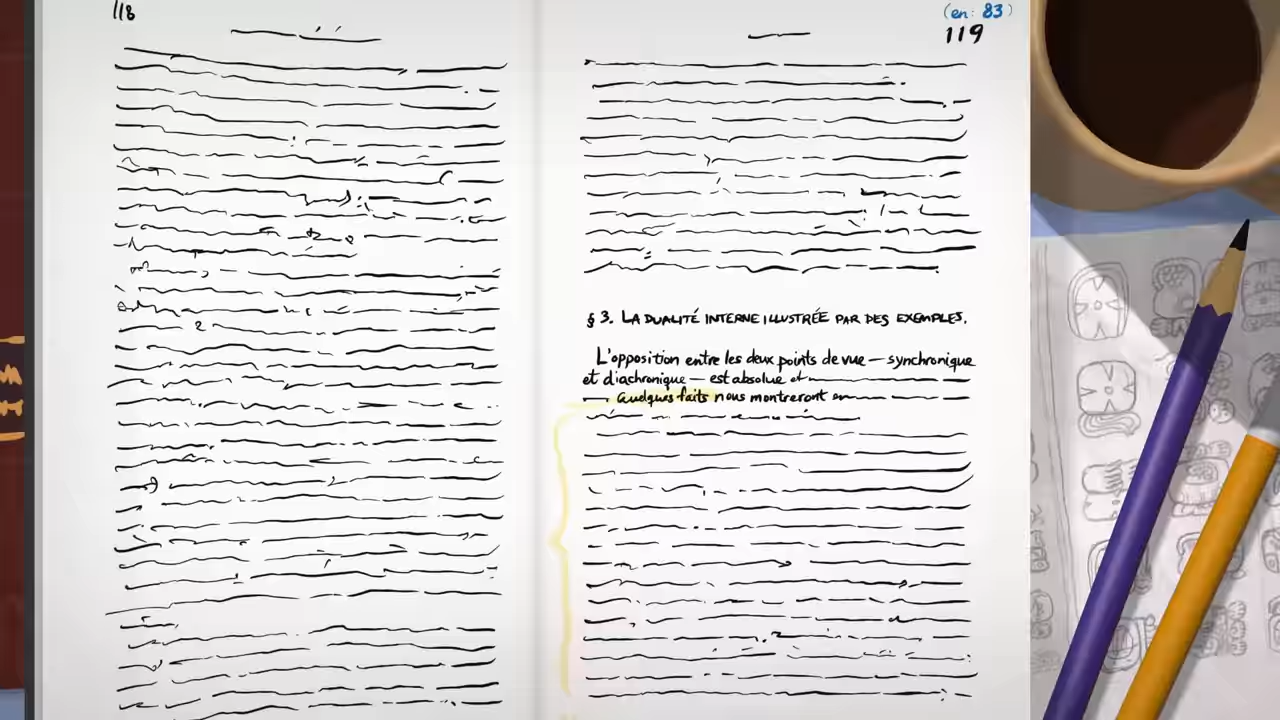 118
(en: 83)
119
§ 3. LA DUALITÉ INTERNE ILLUSTRÉE PAR DES EXEMPLES.
L'opposition entre les deux points de vue — synchronique
et diachronique — est absolue et
Quelques faits nous montreront en